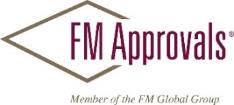 FM Approvals®
Member of the FM Global Group